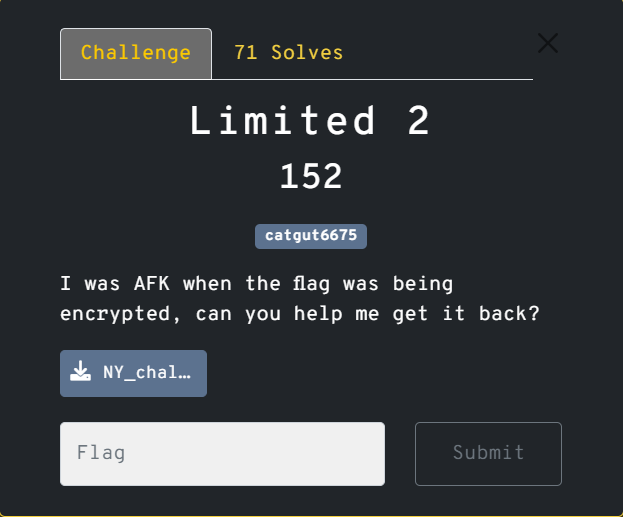 Challenge
71 Solves
Limited 2
152
catgut6675
I was AFK when the flag was being
encrypted, can you help me get it back?
NY_chal…
Flag
Submit